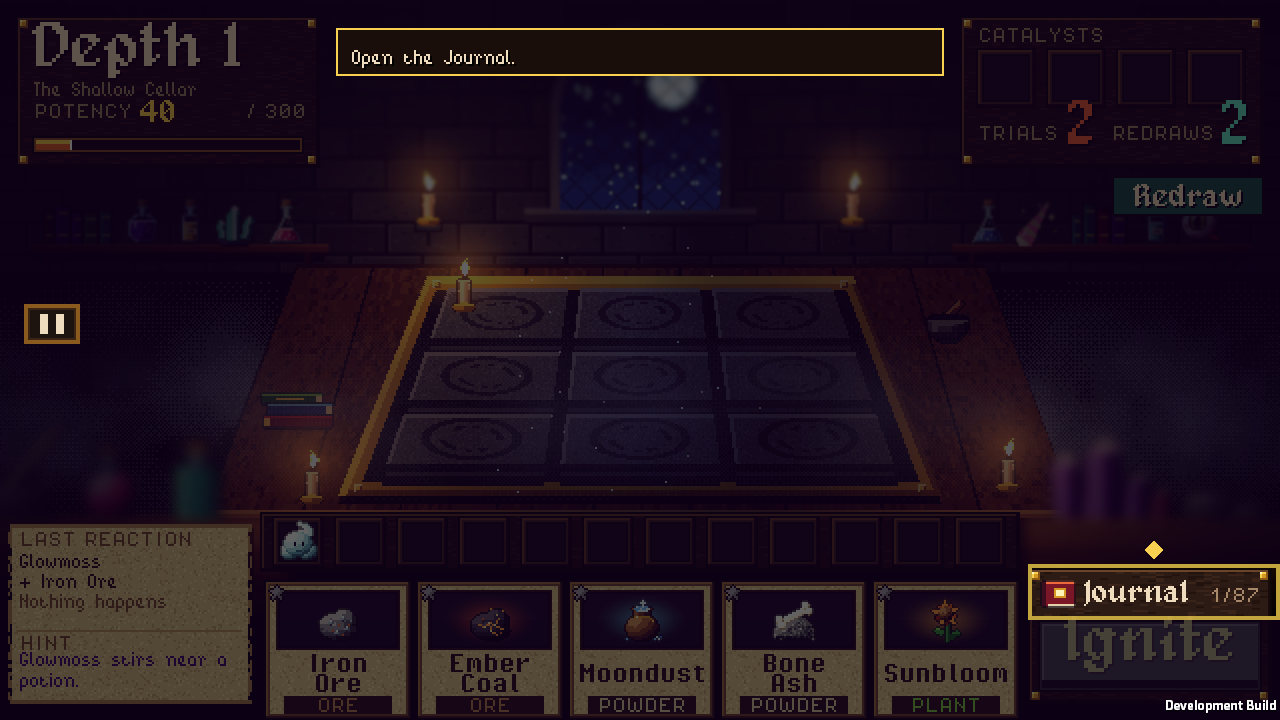 Depth 1
The Shallow Cellar
POTENCY 40 / 300
Open the Journal.
CATALYSTS
TRIALS 2 REDRAWS 2
Redraw
LAST REACTION
Glowmoss
+ Iron Ore
Nothing happens
HINT
Glowmoss stirs near a
potion.
Iron
Ore
ORE
Ember
Coal
ORE
Moondust
POWDER
Bone
Ash
POWDER
Sunbloom
PLANT
Journal 1/87
Ignite
Development Build